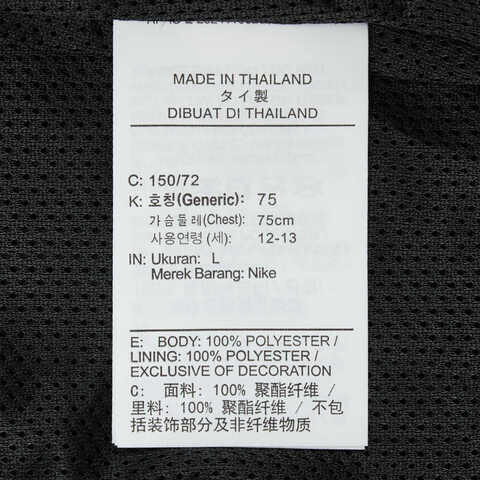 MADE IN THAILAND
タイ製
DIBUAT DI THAILAND
C: 150/72
K: 호칭(Generic): 75
가슴둘레(Chest): 75cm
사용연령 (세): 12-13
IN: Ukuran: L
Merek Barang: Nike
E: BODY: 100% POLYESTER /
LINING: 100% POLYESTER /
EXCLUSIVE OF DECORATION
C: 面料: 100% 聚酯纤维 /
里料: 100% 聚酯纤维 / 不包
括装饰部分及非纤维物质